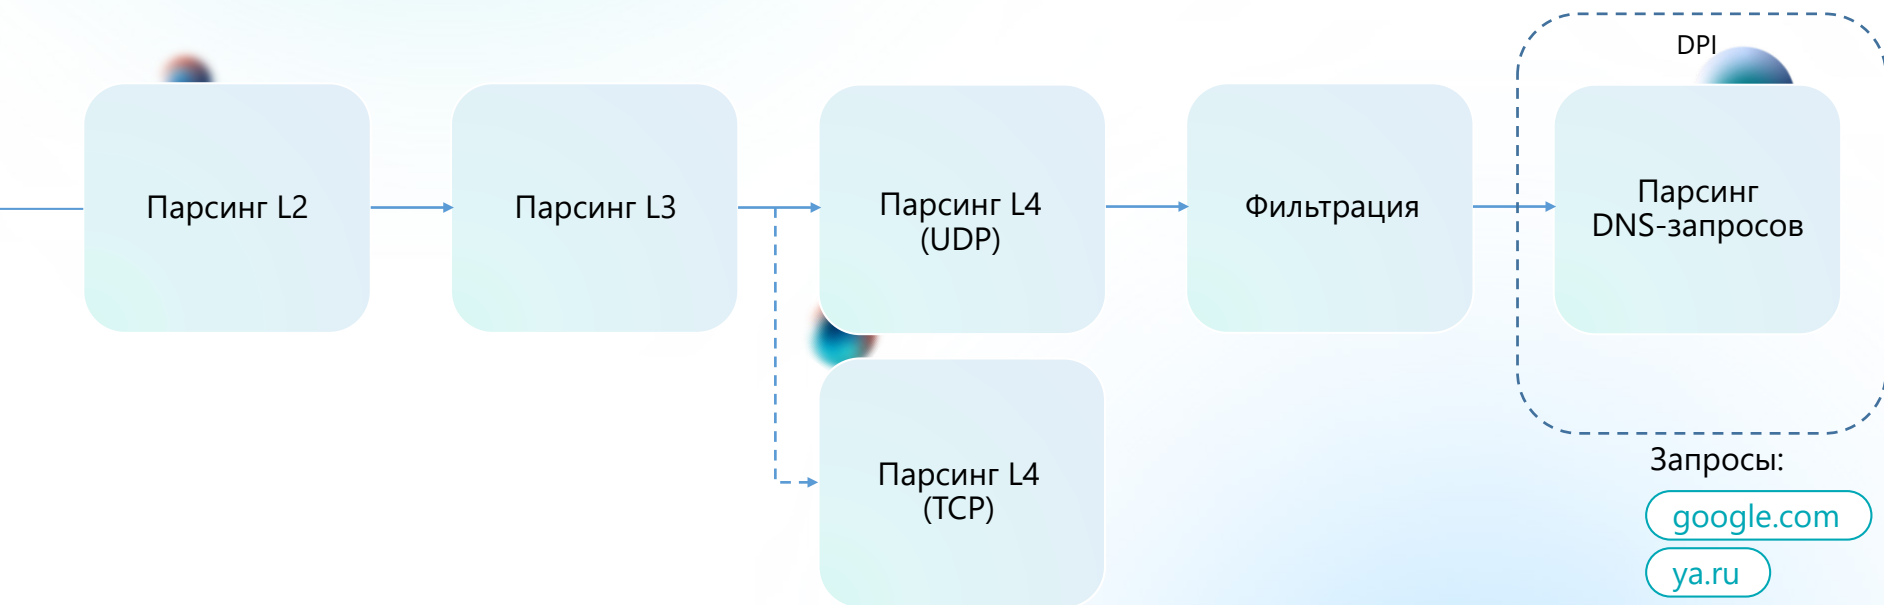 DPI
Парсинг L2
Парсинг L3
Парсинг L4
(UDP)
Фильтрация
Парсинг
DNS-запросов
Парсинг L4
(TCP)
Запросы:
google.com
ya.ru